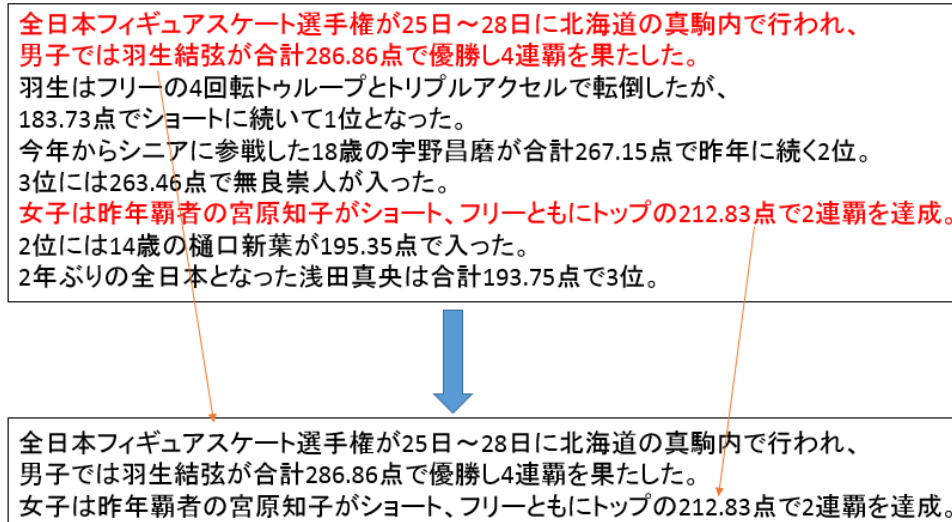 全日本フィギュアスケート選手権が25日～28日に北海道の真駒内で行われ、
男子では羽生結弦が合計286.86点で優勝し4連覇を果たした。
羽生はフリーの4回転トゥループとトリプルアクセルで転倒したが、
183.73点でショートに続いて1位となった。
今年からシニアに参戦した18歳の宇野昌磨が合計267.15点で昨年に続く2位。
3位には263.46点で無良崇人が入った。
女子は昨年覇者の宮原知子がショート、フリーともにトップの212.83点で2連覇を達成。
2位には14歳の樋口新葉が195.35点で入った。
2年ぶりの全日本となった浅田真央は合計193.75点で3位。
全日本フィギュアスケート選手権が25日～28日に北海道の真駒内で行われ、
男子では羽生結弦が合計286.86点で優勝し4連覇を果たした。
女子は昨年覇者の宮原知子がショート、フリーともにトップの212.83点で2連覇を達成。